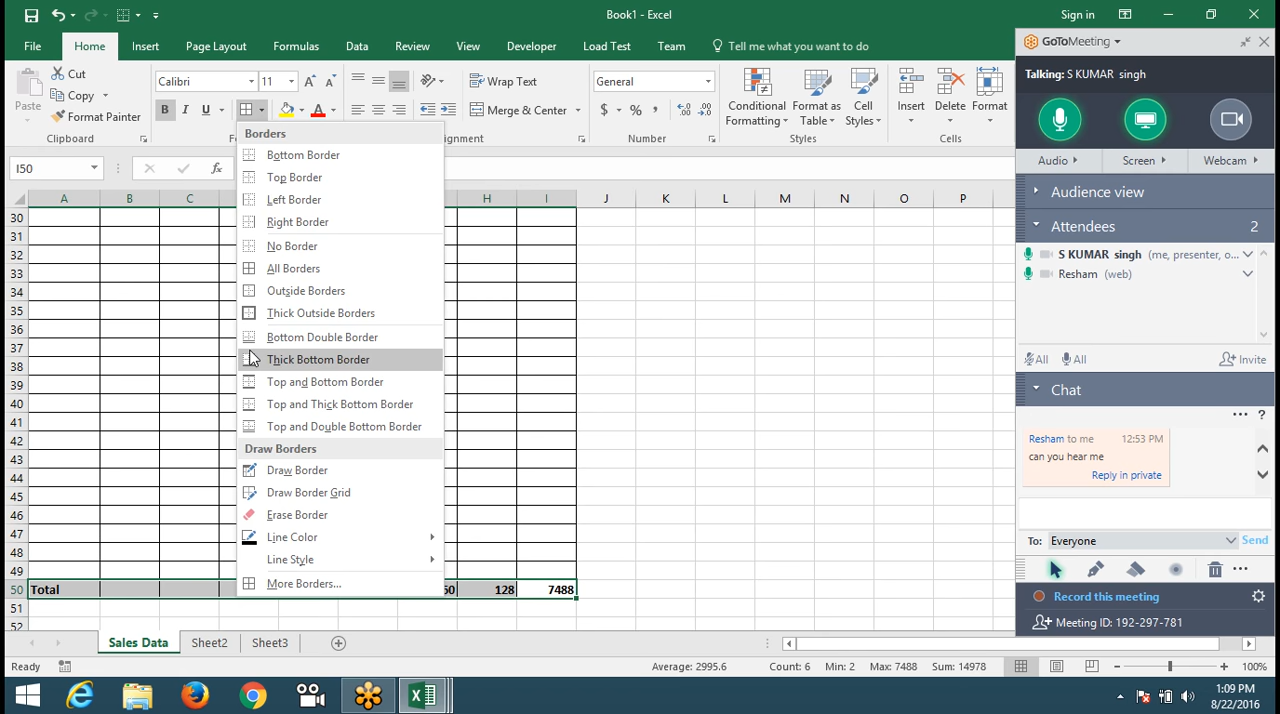 Book1 - Excel
Sign in
File Home Insert Page Layout Formulas Data Review View Developer Load Test Team Tell me what you want to do
Paste
Cut
Copy
Format Painter
Clipboard
Calibri 11
B I U
A A
Wrap Text
Merge & Center
General
$ % ,
Number
Conditional Formatting
Format as Table
Cell Styles
Styles
Insert Delete Format
Cells
I50
fx
A B C H I J K L M N O P
30
31
32
33
34
35
36
37
38
39
40
41
42
43
44
45
46
47
48
49
50 Total 128 7488
51
52
Borders
Bottom Border
Top Border
Left Border
Right Border
No Border
All Borders
Outside Borders
Thick Outside Borders
Bottom Double Border
Thick Bottom Border
Top and Bottom Border
Top and Thick Bottom Border
Top and Double Bottom Border
Draw Borders
Draw Border
Draw Border Grid
Erase Border
Line Color
Line Style
More Borders...
Sales Data Sheet2 Sheet3
Ready Average: 2995.6 Count: 6 Min: 2 Max: 7488 Sum: 14978 100%
GoToMeeting
Talking: S KUMAR singh
Audio Screen Webcam
Audience view
Attendees 2
S KUMAR singh (me, presenter, o...
Resham (web)
All All Invite
Chat
Resham to me 12:53 PM
can you hear me
Reply in private
To: Everyone Send
Record this meeting
Meeting ID: 192-297-781
1:09 PM
8/22/2016